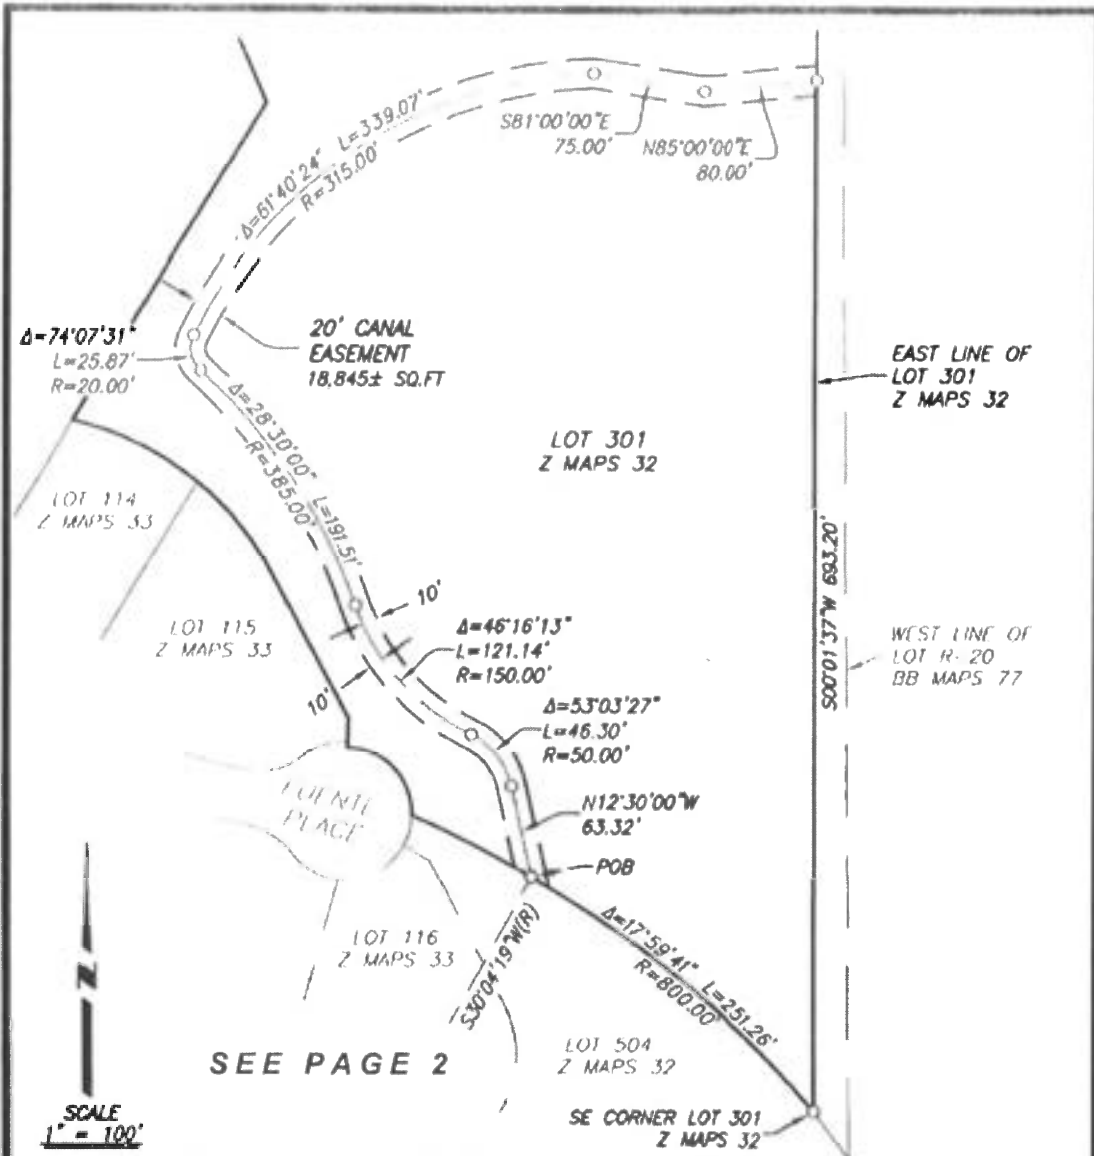 Δ=61°40'24" L=339.07'
R=315.00'
S81°00'00"E
75.00'
N85°00'00"E
80.00'
Δ=74°07'31"
L=25.87'
R=20.00'
20' CANAL
EASEMENT
18,845± SQ.FT
EAST LINE OF
LOT 301
Z MAPS 32
LOT 301
Z MAPS 32
Δ=28°30'00" L=191.51'
R=385.00'
LOT 114
Z MAPS 33
S00°01'37"W 693.20'
10'
LOT 115
Z MAPS 33
Δ=46°16'13"
L=121.14'
R=150.00'
WEST LINE OF
LOT R-20
BB MAPS 77
10'
Δ=53°03'27"
L=46.30'
R=50.00'
FUENTE
PLACE
N12°30'00"W
63.32'
POB
LOT 116
Z MAPS 33
S30°04'19"W(R)
Δ=17°59'41" L=251.26'
R=800.00'
N
SEE PAGE 2
LOT 504
Z MAPS 32
SCALE
1" = 100'
SE CORNER LOT 301
Z MAPS 32